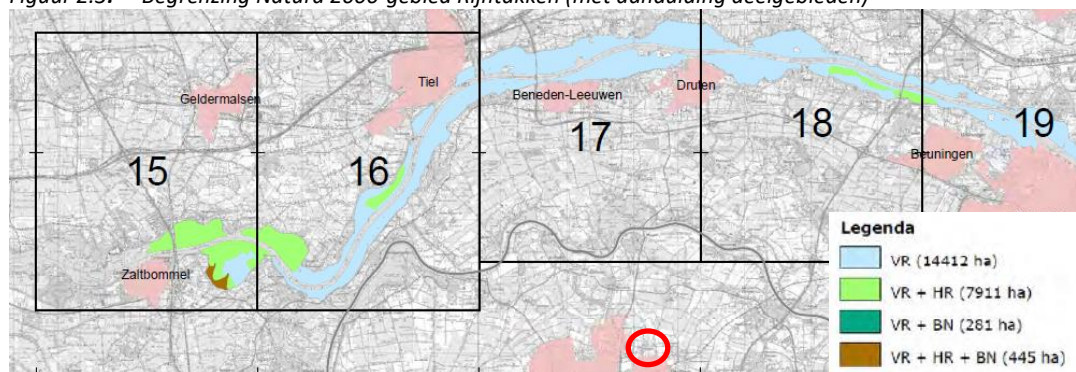 Figuur 2.3. Begrenzing Natura 2000-gebied Rijntakken (met aanduiding deelgebieden)
Tiel
Geldermalsen
Beneden-Leeuwen
Druten
17
18
19
15
16
Beuningen
Zaltbommel
Legenda
VR (14412 ha)
VR + HR (7911 ha)
VR + BN (281 ha)
VR + HR + BN (445 ha)